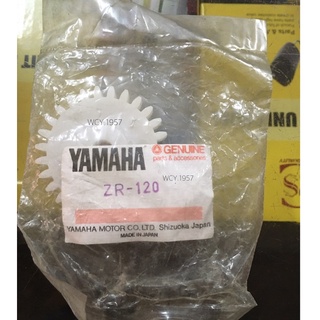 WCY-1957
YAMAHA
GENUINE
parts & accessories
ZR-120
WCY-1957
YAMAHA MOTOR CO., LTD. Shizuoka Japan
MADE IN JAPAN
UNIT